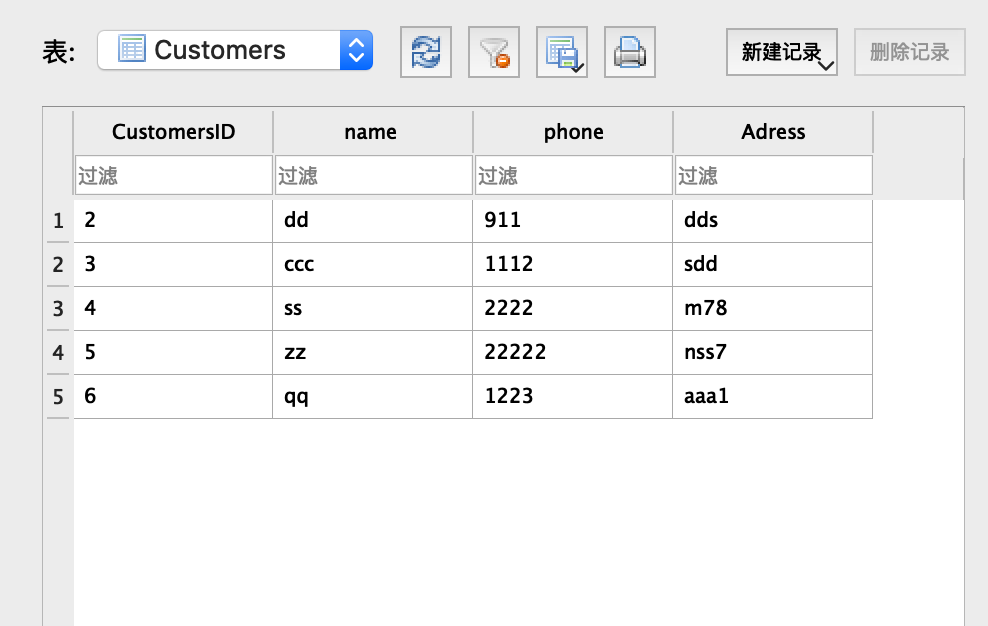 表: Customers 新建记录 删除记录
CustomersID name phone Adress
过滤 过滤 过滤 过滤
1 2 dd 911 dds
2 3 ccc 1112 sdd
3 4 ss 2222 m78
4 5 zz 22222 nss7
5 6 qq 1223 aaa1